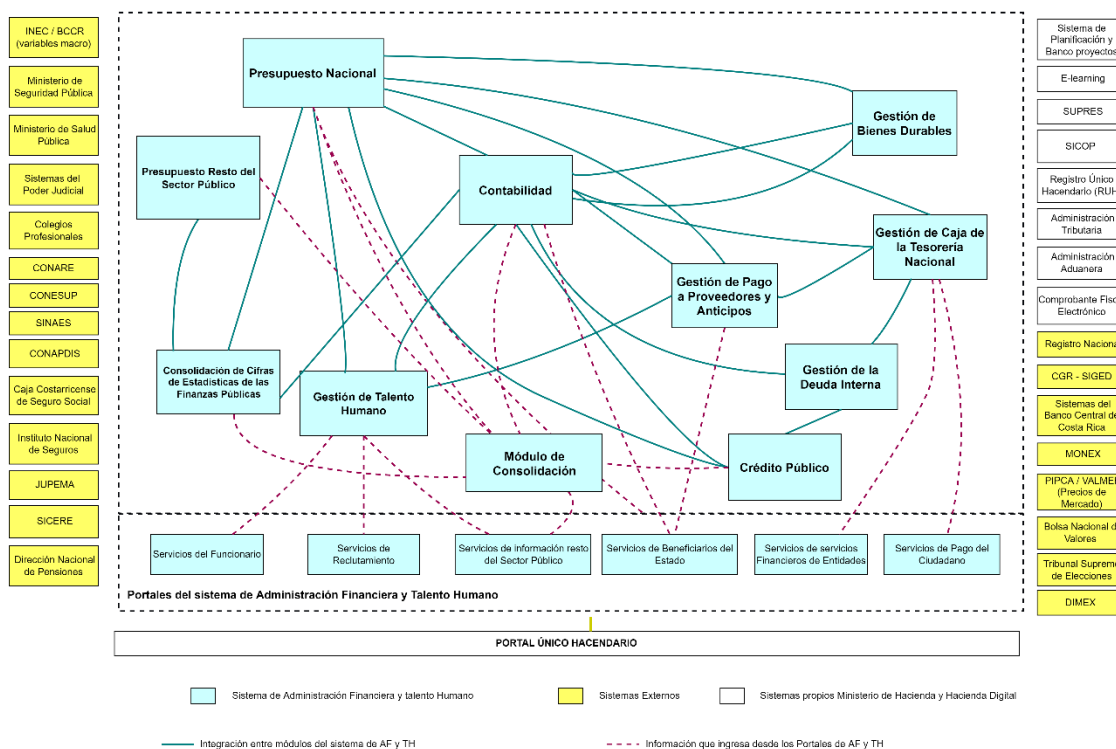 INEC / BCCR
(variables macro)
Ministerio de
Seguridad Pública
Ministerio de Salud
Pública
Sistemas del
Poder Judicial
Colegios
Profesionales
CONARE
CONESUP
SINAES
CONAPDIS
Caja Costarricense
de Seguro Social
Instituto Nacional
de Seguros
JUPEMA
SICERE
Dirección Nacional
de Pensiones
Presupuesto Nacional
Presupuesto Resto del
Sector Público
Contabilidad
Gestión de
Bienes Durables
Gestión de Caja de
la Tesorería
Nacional
Gestión de Pago
a Proveedores y
Anticipos
Consolidación de Cifras
de Estadísticas de las
Finanzas Públicas
Gestión de Talento
Humano
Gestión de la
Deuda Interna
Módulo de
Consolidación
Crédito Público
Servicios del Funcionario
Servicios de
Reclutamiento
Servicios de información resto
del Sector Público
Servicios de Beneficiarios del
Estado
Servicios de servicios
Financieros de Entidades
Servicios de Pago del
Ciudadano
Portales del sistema de Administración Financiera y Talento Humano
Sistema de
Planificación y
Banco proyectos
E-learning
SUPRES
SICOP
Registro Único
Hacendario (RUH
Administración
Tributaria
Administración
Aduanera
Comprobante Fisc
Electrónico
Registro Naciona
CGR - SIGED
Sistemas del
Banco Central de
Costa Rica
MONEX
PIPCA / VALMER
(Precios de
Mercado)
Bolsa Nacional de
Valores
Tribunal Supremo
de Elecciones
DIMEX
PORTAL ÚNICO HACENDARIO
Sistema de Administración Financiera y talento Humano
Sistemas Externos
Sistemas propios Ministerio de Hacienda y Hacienda Digital
Integración entre módulos del sistema de AF y TH
Información que ingresa desde los Portales de AF y TH